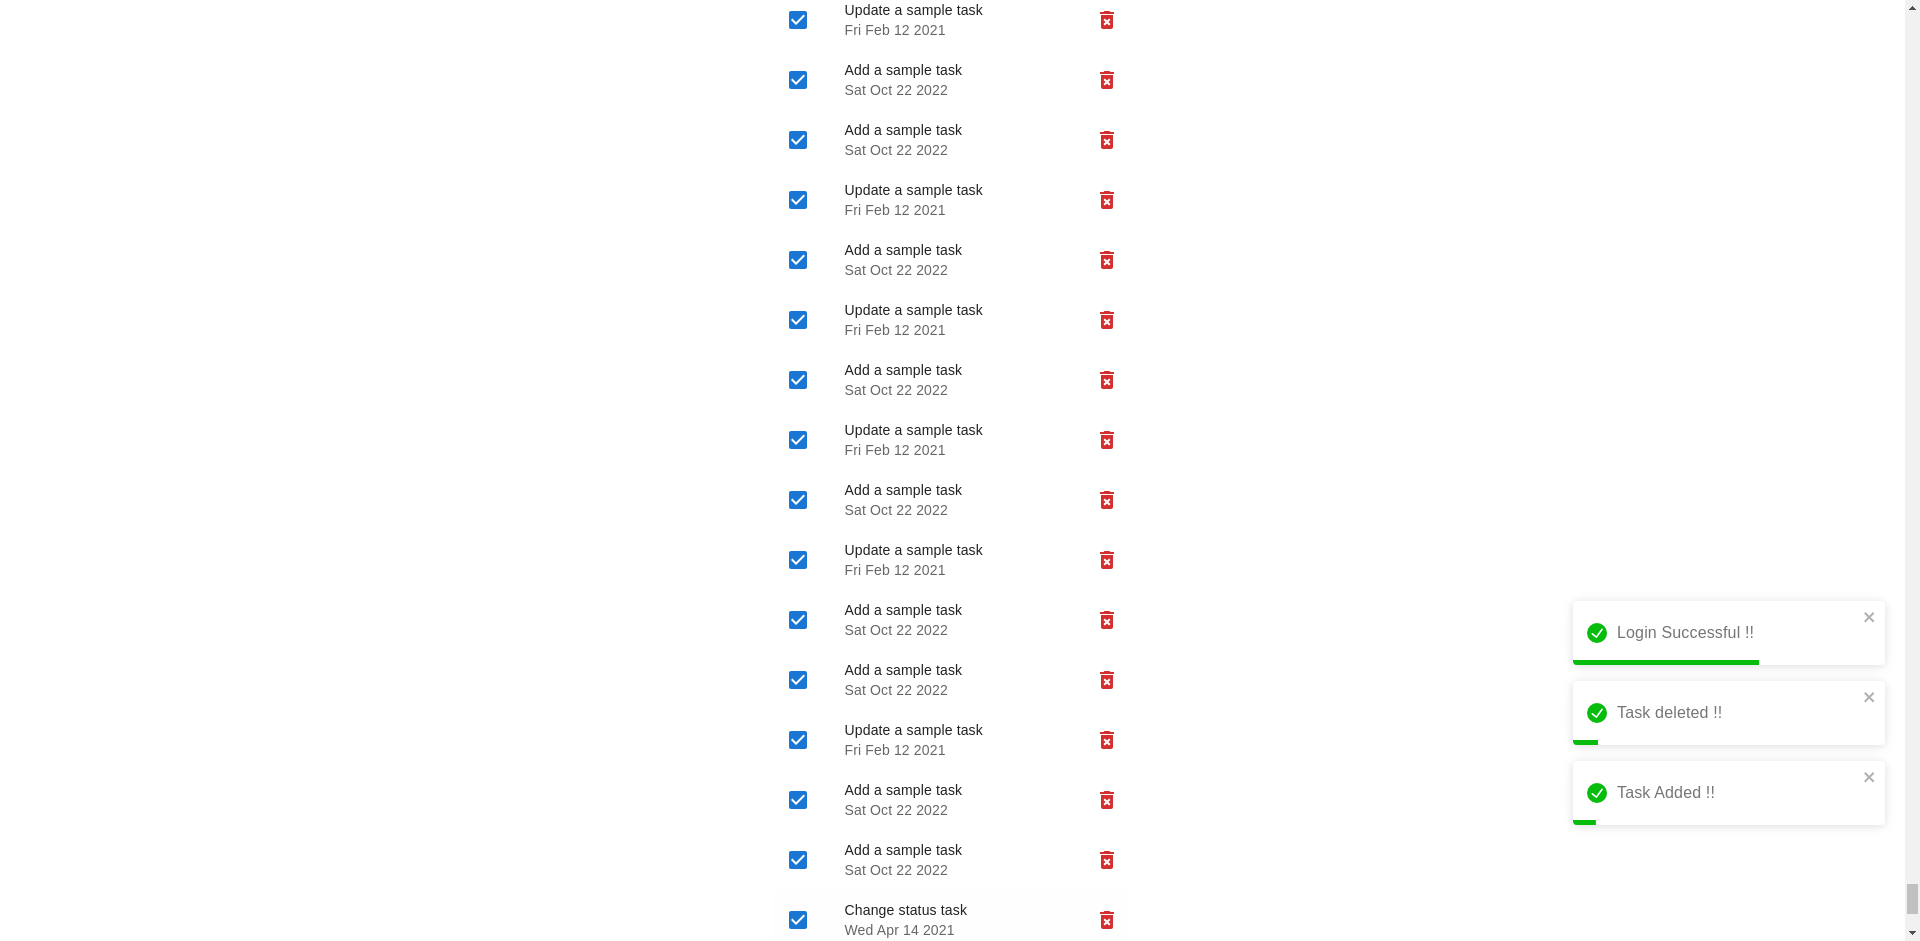 Update a sample task
Fri Feb 12 2021
Add a sample task
Sat Oct 22 2022
Add a sample task
Sat Oct 22 2022
Update a sample task
Fri Feb 12 2021
Add a sample task
Sat Oct 22 2022
Update a sample task
Fri Feb 12 2021
Add a sample task
Sat Oct 22 2022
Update a sample task
Fri Feb 12 2021
Add a sample task
Sat Oct 22 2022
Update a sample task
Fri Feb 12 2021
Add a sample task
Sat Oct 22 2022
Add a sample task
Sat Oct 22 2022
Update a sample task
Fri Feb 12 2021
Add a sample task
Sat Oct 22 2022
Add a sample task
Sat Oct 22 2022
Change status task
Wed Apr 14 2021
Login Successful !!
Task deleted !!
Task Added !!